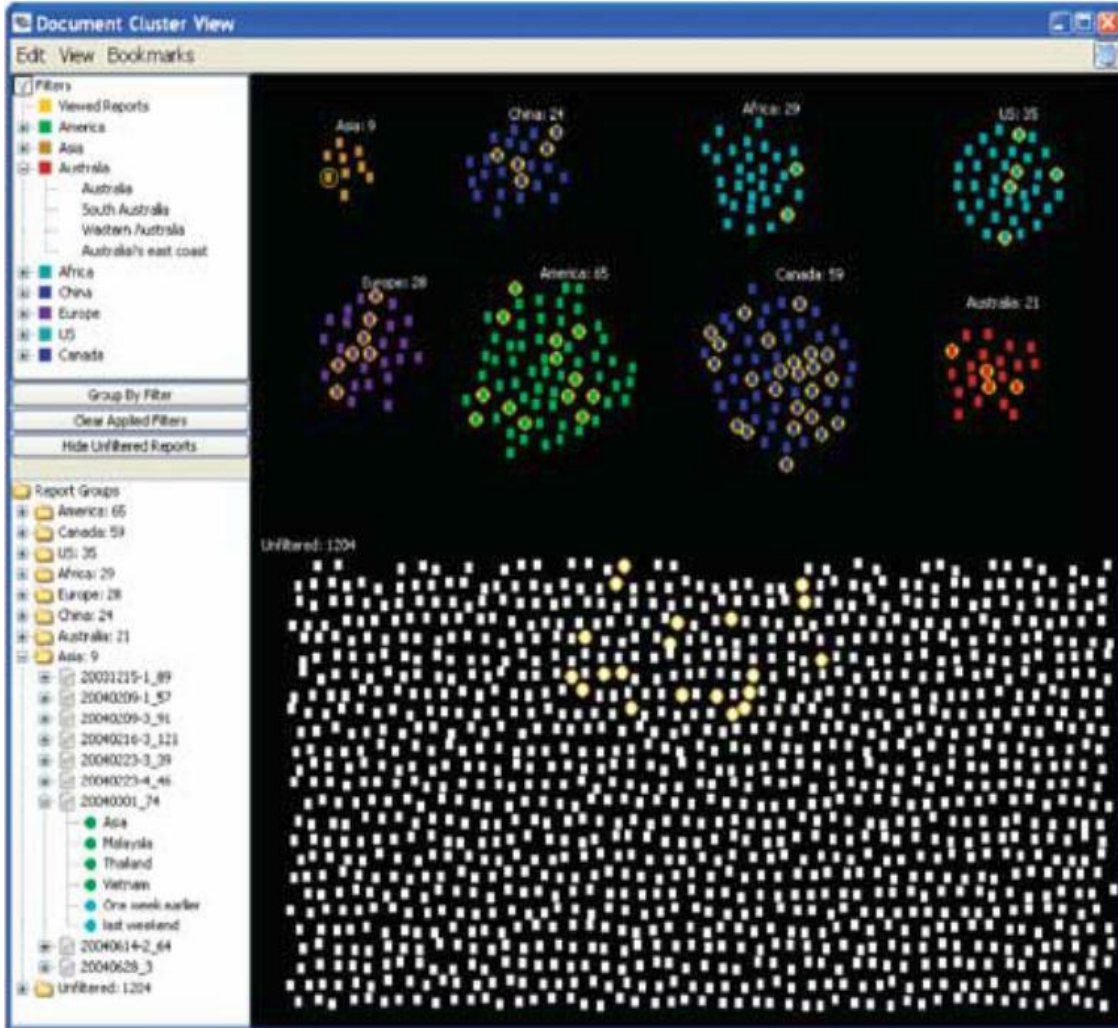 Document Cluster View
Edit View Bookmarks
Filters
Viewed Reports
America
Asia
Australia
Australia
South Australia
Western Australia
Australia's east coast
Africa
China
Europe
US
Canada
Group By Filter
Clear Applied Filters
Hide Unfiltered Reports
Report Groups
America: 65
Canada: 59
US: 35
Africa: 29
Europe: 28
China: 24
Australia: 21
Asia: 9
20031215-1_89
20040209-1_57
20040209-3_91
20040216-3_121
20040223-3_39
20040223-4_46
20040301_74
Asia
Malaysia
Thailand
Vietnam
One week earlier
last weekend
20040614-2_64
20040628_3
Unfiltered: 1204
Asia: 9
China: 24
Africa: 29
US: 35
Europe: 28
America: 65
Canada: 59
Australia: 21
Unfiltered: 1204